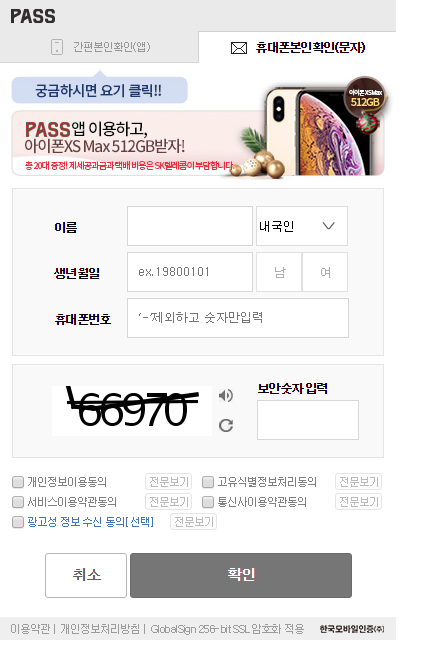 PASS
간편본인확인(앱)
휴대폰본인확인(문자)
궁금하시면 요기 클릭!!
PASS앱 이용하고,
아이폰XS Max 512GB받자!
총 20대 증정! 제세공과금과 택배 비용은 SK텔레콤이 부담합니다.
아이폰XSMax
512GB
이름
내국인
생년월일
ex.19800101
남
여
휴대폰번호
'-'제외하고 숫자만입력
66970
보안숫자입력
개인정보이용동의 전문보기
고유식별정보처리동의 전문보기
서비스이용약관동의 전문보기
통신사이용약관동의 전문보기
광고성 정보 수신 동의[선택] 전문보기
취소
확인
이용약관 | 개인정보처리방침 | GlobalSign 256-bit SSL 암호화 적용
한국모바일인증(주)